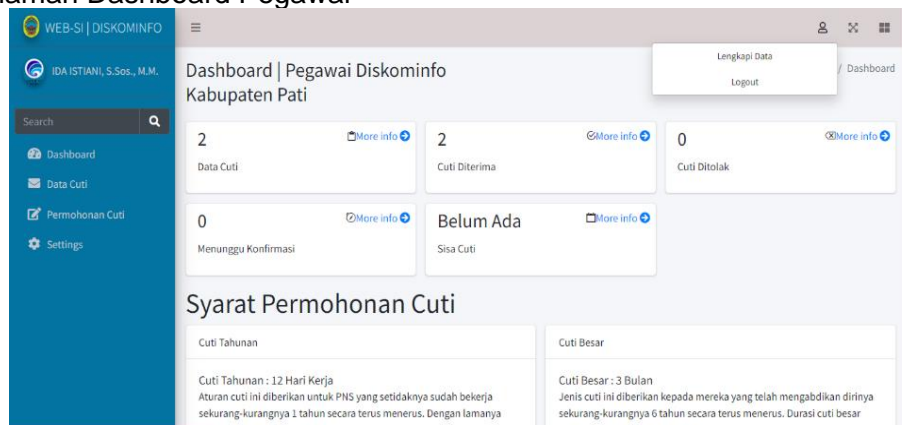 Halaman Dashboard Pegawai
WEB-SI | DISKOMINFO
IDA ISTIANI, S.Sos., M.M.
Search
Dashboard
Data Cuti
Permohonan Cuti
Settings
Lengkapi Data
Logout
/ Dashboard
Dashboard | Pegawai Diskominfo
Kabupaten Pati
2
More info
Data Cuti
2
More info
Cuti Diterima
0
More info
Cuti Ditolak
0
More info
Menunggu Konfirmasi
Belum Ada
More info
Sisa Cuti
Syarat Permohonan Cuti
Cuti Tahunan
Cuti Tahunan : 12 Hari Kerja
Aturan cuti ini diberikan untuk PNS yang setidaknya sudah bekerja
sekurang-kurangnya 1 tahun secara terus menerus. Dengan lamanya
Cuti Besar
Cuti Besar : 3 Bulan
Jenis cuti ini diberikan kepada mereka yang telah mengabdikan dirinya
sekurang-kurangnya 6 tahun secara terus menerus. Durasi cuti besar